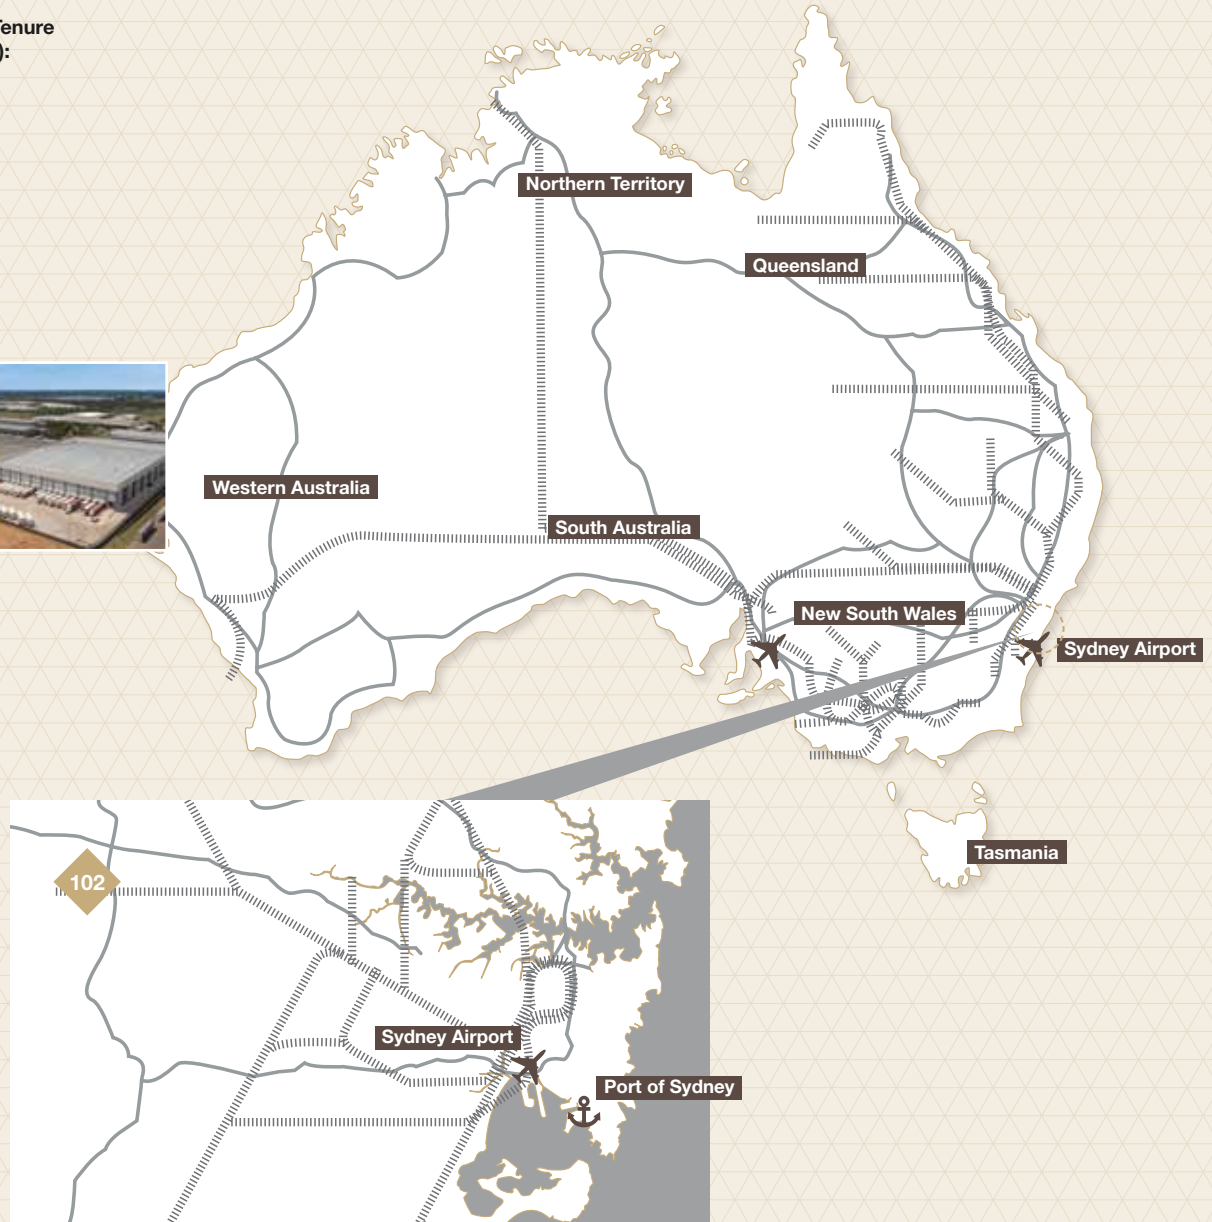 Tenure
):
Northern Territory
Queensland
Western Australia
South Australia
New South Wales
Sydney Airport
Tasmania
102
Sydney Airport
Port of Sydney